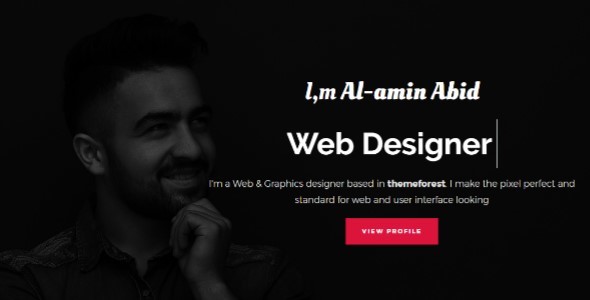 I,m Al-amin Abid
Web Designer
I'm a Web & Graphics designer based in themeforest. I make the pixel perfect and
standard for web and user interface looking
VIEW PROFILE